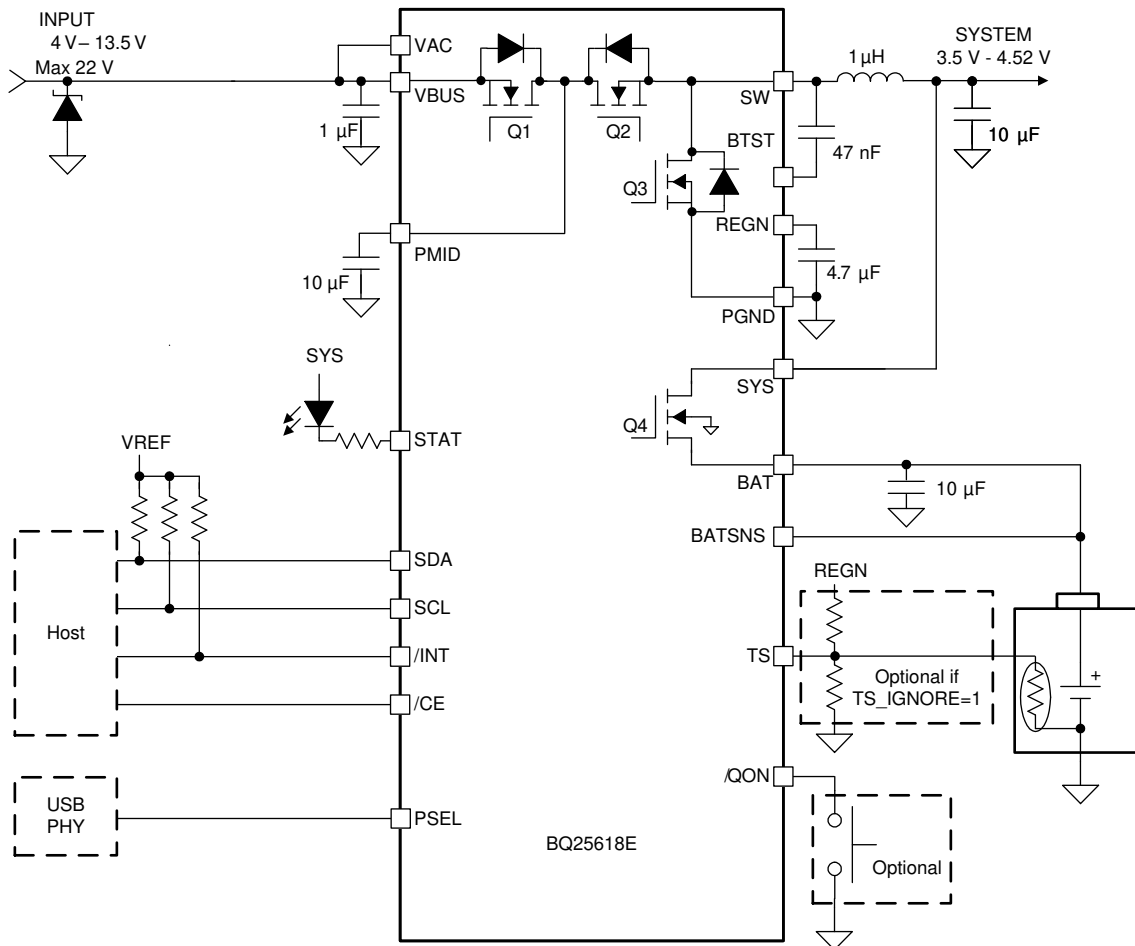 INPUT
4 V– 13.5 V
Max 22 V
VAC
VBUS
1 µF
Q1
Q2
SW
1 µH
SYSTEM
3.5 V - 4.52 V
10 µF
BTST
47 nF
Q3
REGN
4.7 µF
PMID
10 µF
PGND
SYS
SYS
STAT
Q4
VREF
BAT
10 µF
BATSNS
SDA
REGN
SCL
Host
/INT
TS
Optional if
TS_IGNORE=1
+
/CE
/QON
USB
PHY
PSEL
BQ25618E
Optional